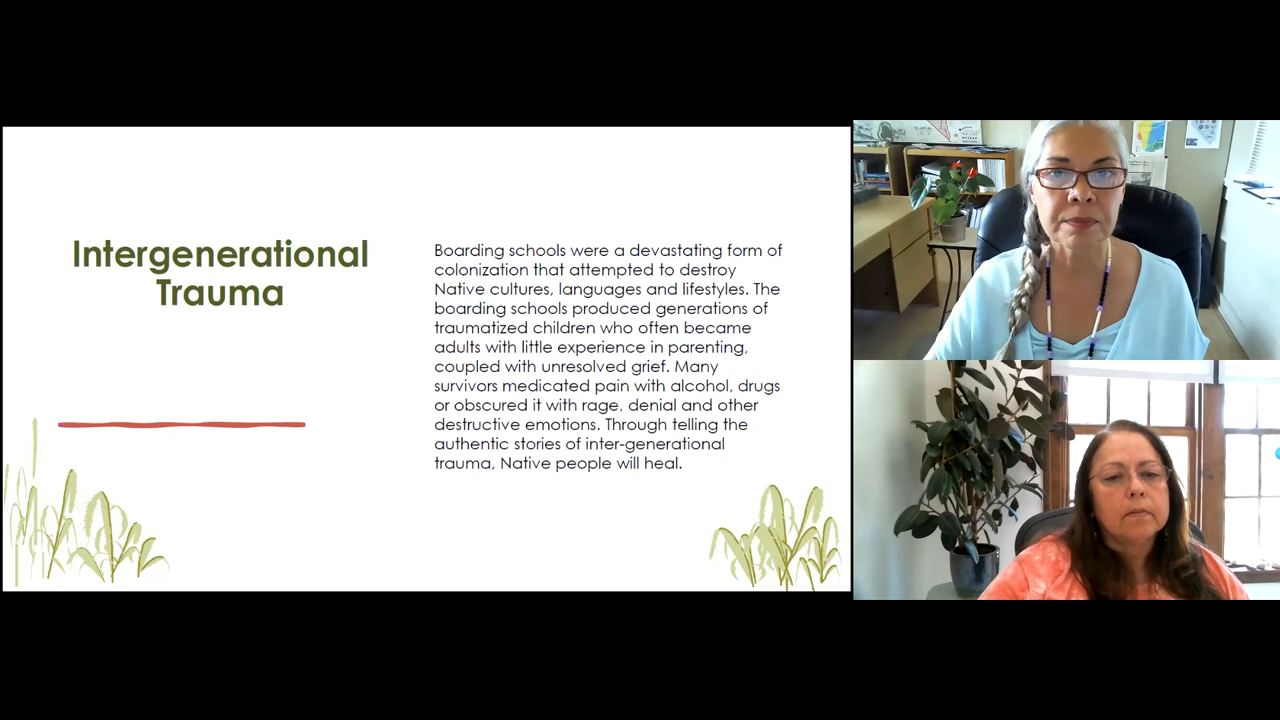 Intergenerational
Trauma
Boarding schools were a devastating form of
colonization that attempted to destroy
Native cultures, languages and lifestyles. The
boarding schools produced generations of
traumatized children who often became
adults with little experience in parenting,
coupled with unresolved grief. Many
survivors medicated pain with alcohol, drugs
or obscured it with rage, denial and other
destructive emotions. Through telling the
authentic stories of inter-generational
trauma, Native people will heal.